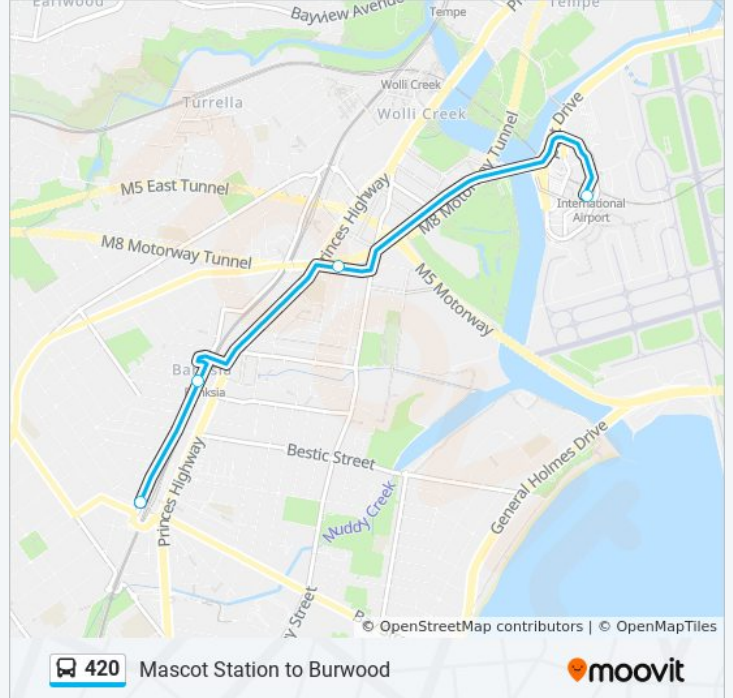 Earlwood
Bayview Avenue
Tempe
Tempe
Turrella
Wolli Creek
Wolli Creek
Drive
M8 Motorway Tunnel
M5 East Tunnel
Princes Highway
International
Airport
M8 Motorway Tunnel
M5 Motorway
Banksia
Princes Highway
Bestic Street
General Holmes Drive
Muddy Creek
Street
© OpenStreetMap contributors | © OpenMapTiles
420 Mascot Station to Burwood
moovit